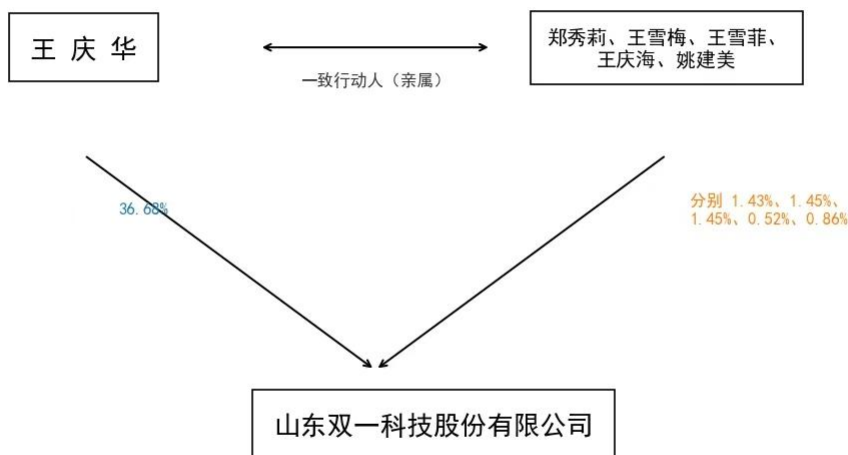 王 庆 华
郑秀莉、王雪梅、王雪菲、
王庆海、姚建美
一致行动人（亲属）
36.68%
分别 1.43%、1.45%、
1.45%、0.52%、0.86%
山东双一科技股份有限公司